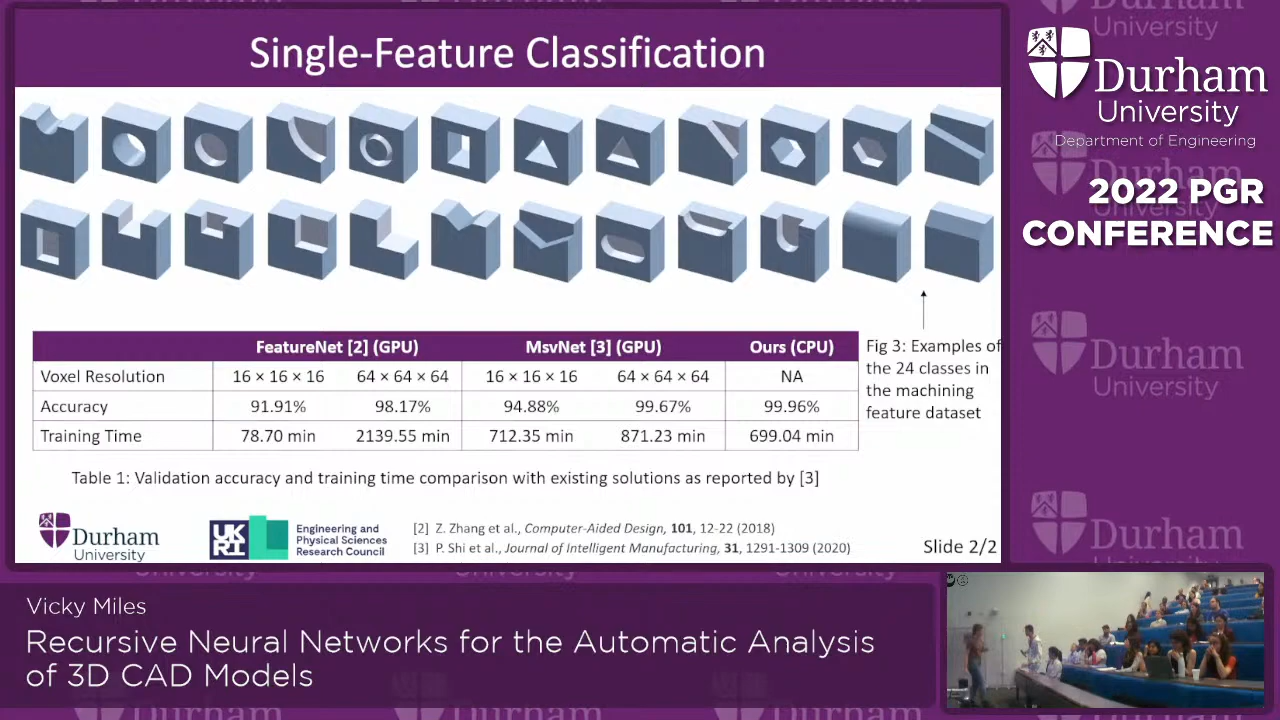 Single-Feature Classification
FeatureNet [2] (GPU) MsvNet [3] (GPU) Ours (CPU)
Voxel Resolution 16 × 16 × 16 64 × 64 × 64 16 × 16 × 16 64 × 64 × 64 NA
Accuracy 91.91% 98.17% 94.88% 99.67% 99.96%
Training Time 78.70 min 2139.55 min 712.35 min 871.23 min 699.04 min
Fig 3: Examples of
the 24 classes in
the machining
feature dataset
Table 1: Validation accuracy and training time comparison with existing solutions as reported by [3]
Durham
University
UK
RI
Engineering and
Physical Sciences
Research Council
[2] Z. Zhang et al., Computer-Aided Design, 101, 12-22 (2018)
[3] P. Shi et al., Journal of Intelligent Manufacturing, 31, 1291-1309 (2020)
Slide 2/2
Durham
University
Department of Engineering
2022 PGR
CONFERENCE
Durham
University
Durham
Vicky Miles
Recursive Neural Networks for the Automatic Analysis
of 3D CAD Models